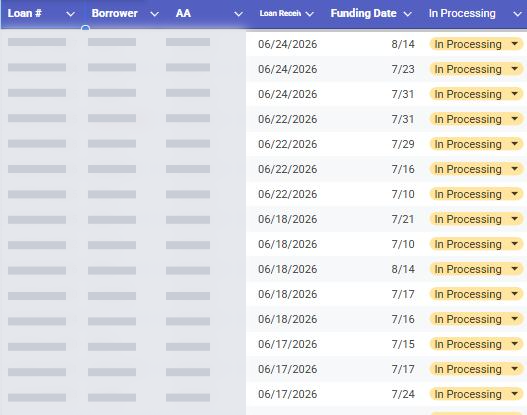 Loan # Borrower AA Loan Receiv Funding Date In Processing
06/24/2026 8/14 In Processing
06/24/2026 7/23 In Processing
06/24/2026 7/31 In Processing
06/22/2026 7/31 In Processing
06/22/2026 7/29 In Processing
06/22/2026 7/16 In Processing
06/22/2026 7/10 In Processing
06/18/2026 7/21 In Processing
06/18/2026 7/10 In Processing
06/18/2026 8/14 In Processing
06/18/2026 7/17 In Processing
06/18/2026 7/16 In Processing
06/17/2026 7/15 In Processing
06/17/2026 7/17 In Processing
06/17/2026 7/24 In Processing